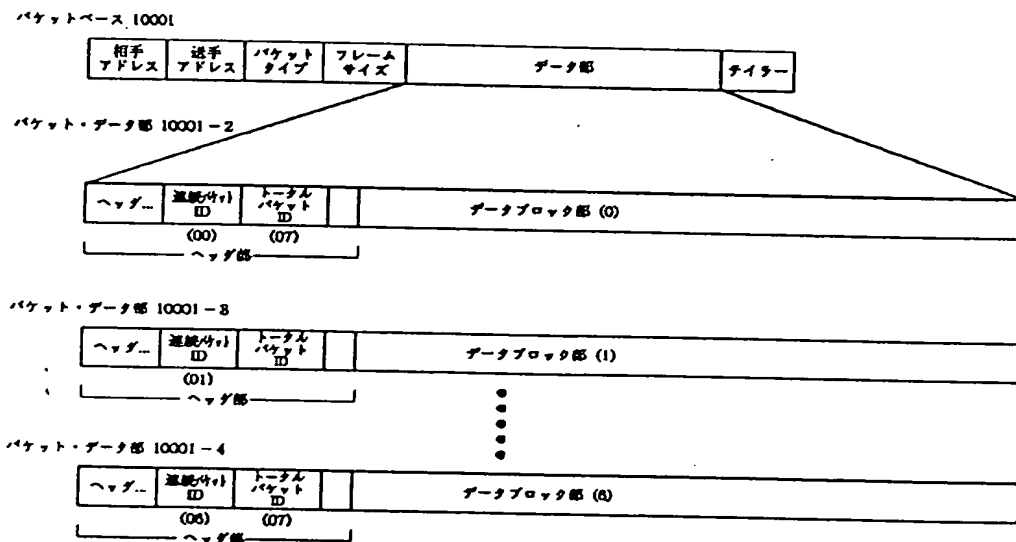 パケットベース 10001
相手
アドレス
送手
アドレス
パケット
タイプ
フレーム
サイズ
データ部
テイラー
パケット・データ部 10001-2
ヘッダ…
連続パケット
ID
トータル
パケット
ID
データブロック部 (0)
(00)
(07)
ヘッダ部
パケット・データ部 10001-3
ヘッダ…
連続パケット
ID
トータル
パケット
ID
データブロック部 (1)
(01)
ヘッダ部
パケット・データ部 10001-4
ヘッダ…
連続パケット
ID
トータル
パケット
ID
データブロック部 (6)
(06)
(07)
ヘッダ部